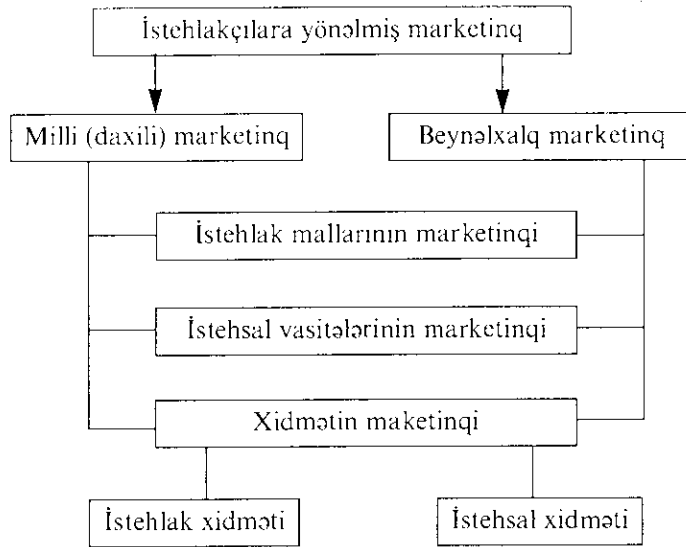 İstehlakçılara yönəlmiş marketinq
Milli (daxili) marketinq
Beynəlxalq marketinq
İstehlak mallarının marketinqi
İstehsal vasitələrinin marketinqi
Xidmətin maketinqi
İstehlak xidməti
İstehsal xidməti